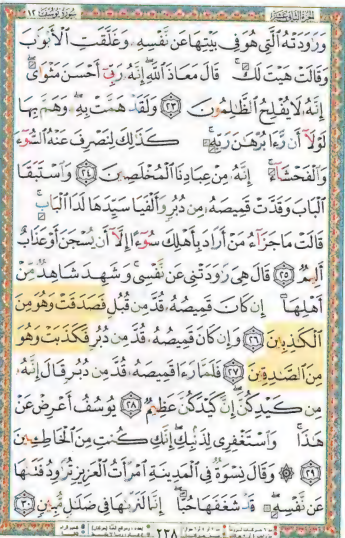 سورة يوسف ١٢
وَرَٰوَدَتْهُ ٱلَّتِى هُوَ فِى بَيْتِهَا عَن نَّفْسِهِۦ وَغَلَّقَتِ ٱلْأَبْوَٰبَ
وَقَالَتْ هَيْتَ لَكَ ۚ قَالَ مَعَاذَ ٱللَّهِ ۖ إِنَّهُۥ رَبِّىٓ أَحْسَنَ مَثْوَاىَ ۖ
إِنَّهُۥ لَا يُفْلِحُ ٱلظَّٰلِمُونَ ٢٣ وَلَقَدْ هَمَّتْ بِهِۦ ۖ وَهَمَّ بِهَا
لَوْلَآ أَن رَّءَا بُرْهَٰنَ رَبِّهِۦ ۚ كَذَٰلِكَ لِنَصْرِفَ عَنْهُ ٱلسُّوٓءَ
وَٱلْفَحْشَآءَ ۚ إِنَّهُۥ مِنْ عِبَادِنَا ٱلْمُخْلَصِينَ ٢٤ وَٱسْتَبَقَا
ٱلْبَابَ وَقَدَّتْ قَمِيصَهُۥ مِن دُبُرٍ وَأَلْفَيَا سَيِّدَهَا لَدَا ٱلْبَابِ ۚ
قَالَتْ مَا جَزَآءُ مَنْ أَرَادَ بِأَهْلِكَ سُوٓءًا إِلَّآ أَن يُسْجَنَ أَوْ عَذَابٌ
أَلِيمٌ ٢٥ قَالَ هِىَ رَٰوَدَتْنِى عَن نَّفْسِى ۚ وَشَهِدَ شَاهِدٌ مِّنْ
أَهْلِهَآ إِن كَانَ قَمِيصُهُۥ قُدَّ مِن قُبُلٍ فَصَدَقَتْ وَهُوَ مِنَ
ٱلْكَٰذِبِينَ ٢٦ وَإِن كَانَ قَمِيصُهُۥ قُدَّ مِن دُبُرٍ فَكَذَبَتْ وَهُوَ
مِنَ ٱلصَّٰدِقِينَ ٢٧ فَلَمَّا رَءَا قَمِيصَهُۥ قُدَّ مِن دُبُرٍ قَالَ إِنَّهُۥ
مِن كَيْدِكُنَّ ۖ إِنَّ كَيْدَكُنَّ عَظِيمٌ ٢٨ يُوسُفُ أَعْرِضْ عَنْ
هَٰذَا ۚ وَٱسْتَغْفِرِى لِذَنۢبِكِ ۖ إِنَّكِ كُنتِ مِنَ ٱلْخَاطِـِٔينَ
٢٩ ۞ وَقَالَ نِسْوَةٌ فِى ٱلْمَدِينَةِ ٱمْرَأَتُ ٱلْعَزِيزِ تُرَٰوِدُ فَتَىٰهَا
عَن نَّفْسِهِۦ ۖ قَدْ شَغَفَهَا حُبًّا ۖ إِنَّا لَنَرَىٰهَا فِى ضَلَٰلٍ مُّبِينٍ ٣٠
٢٣٨